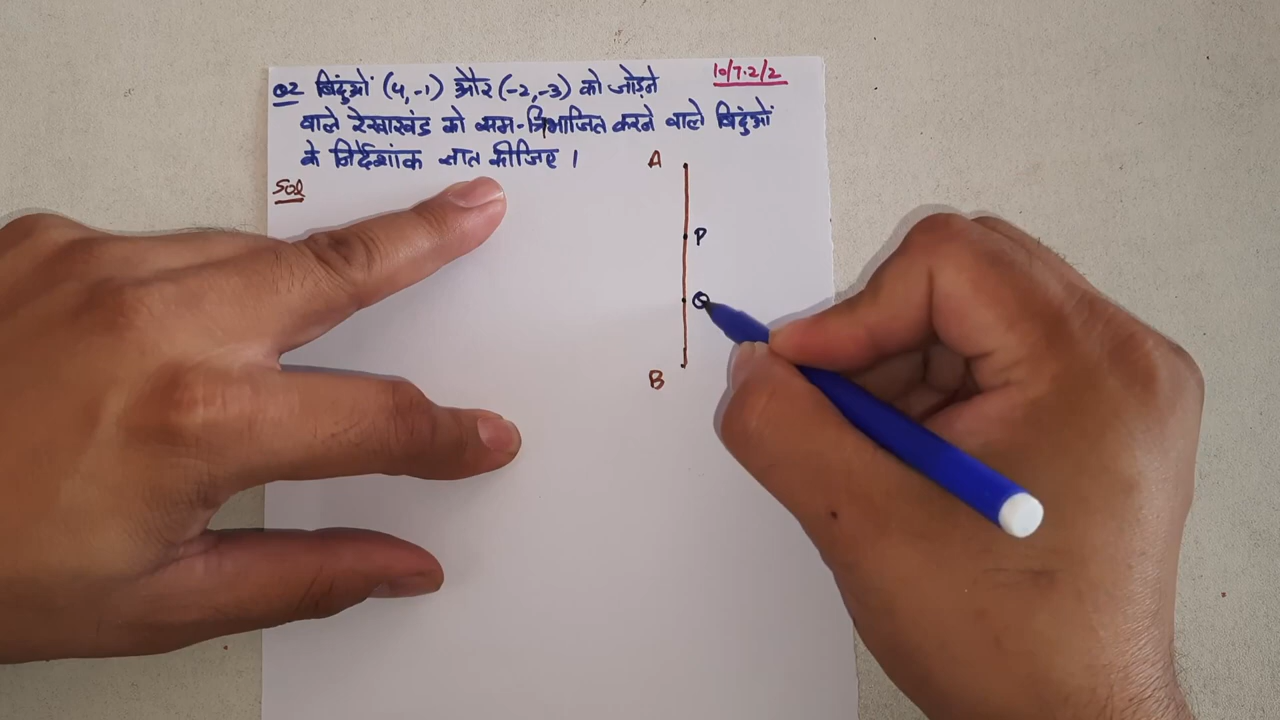 Q2 बिंदुओं (4,-1) और (-2,-3) को जोड़ने
10/7.2/2
वाले रेखाखंड को सम-त्रिभाजित करने वाले बिंदुओं
के निर्देशांक ज्ञात कीजिए ।
Sol
A
P
Q
B